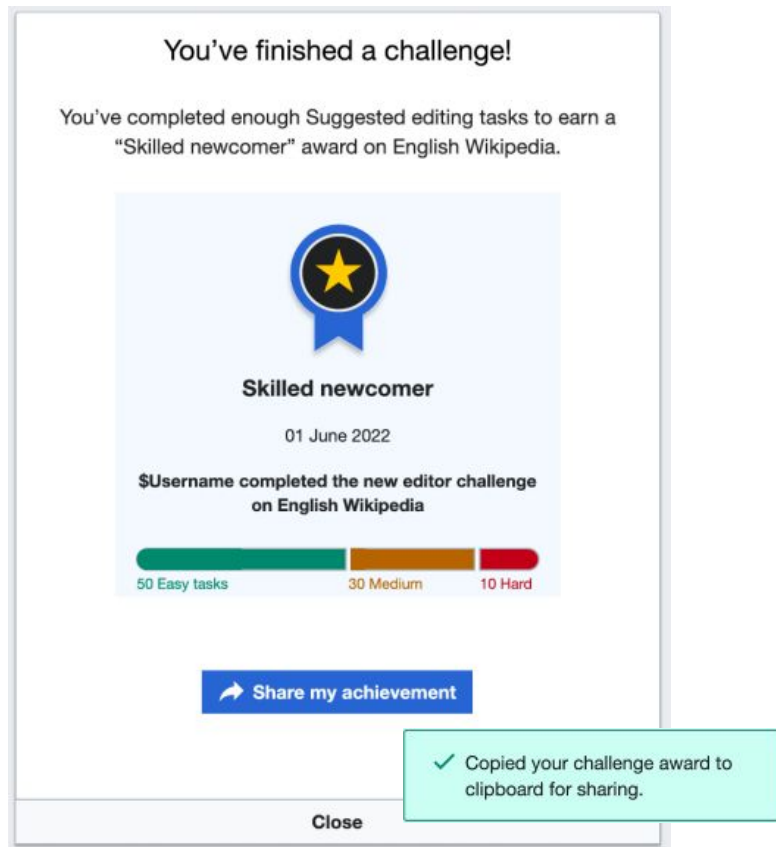 You’ve finished a challenge!
You’ve completed enough Suggested editing tasks to earn a
“Skilled newcomer” award on English Wikipedia.
Skilled newcomer
01 June 2022
$Username completed the new editor challenge
on English Wikipedia
50 Easy tasks 30 Medium 10 Hard
Share my achievement
Copied your challenge award to
clipboard for sharing.
Close